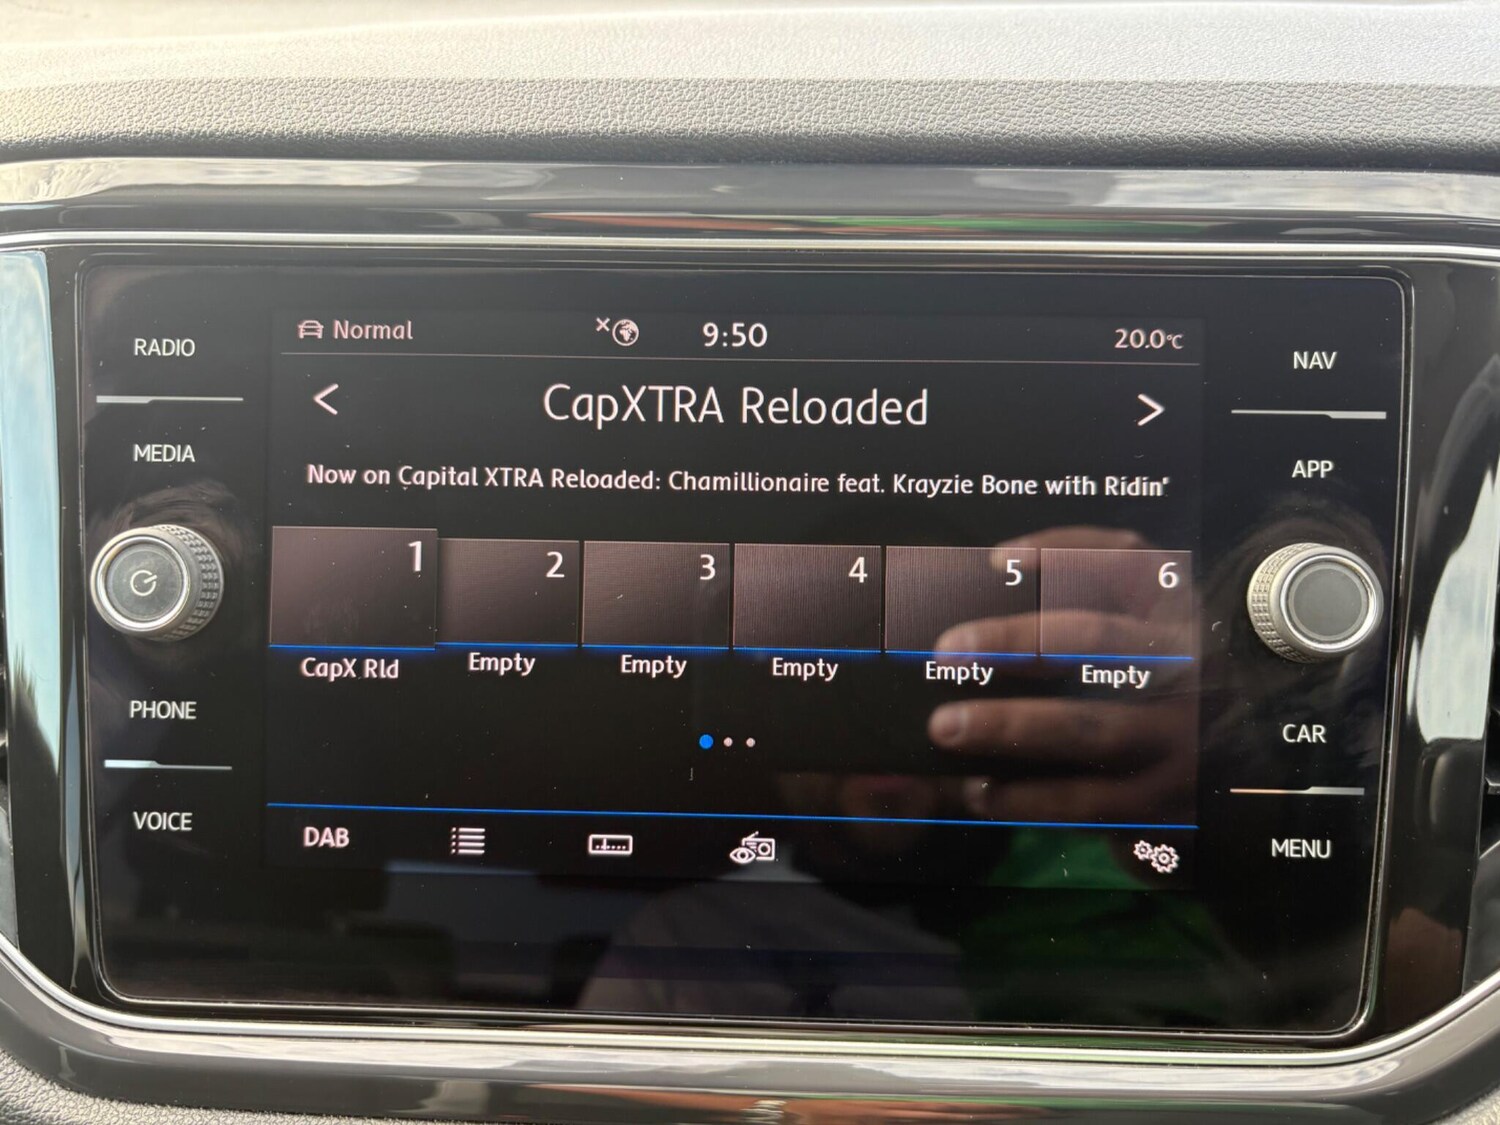 RADIO
MEDIA
PHONE
VOICE
Normal
9:50
20.0°C
< CapXTRA Reloaded >
Now on Capital XTRA Reloaded: Chamillionaire feat. Krayzie Bone with Ridin'
1 2 3 4 5 6
CapX Rld Empty Empty Empty Empty Empty
DAB
NAV
APP
CAR
MENU